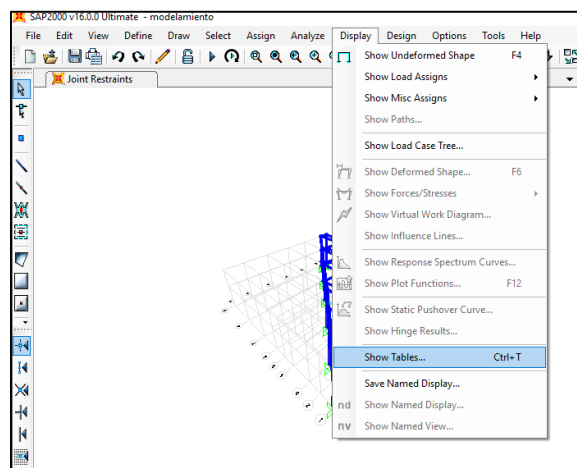 SAP2000 v16.0.0 Ultimate - modelamiento
File Edit View Define Draw Select Assign Analyze Display Design Options Tools Help
Joint Restraints
Show Undeformed Shape F4
Show Load Assigns
Show Misc Assigns
Show Paths...
Show Load Case Tree...
Show Deformed Shape... F6
Show Forces/Stresses
Show Virtual Work Diagram...
Show Influence Lines...
Show Response Spectrum Curves...
Show Plot Functions... F12
Show Static Pushover Curve...
Show Hinge Results...
Show Tables... Ctrl+T
Save Named Display...
nd Show Named Display...
nv Show Named View...